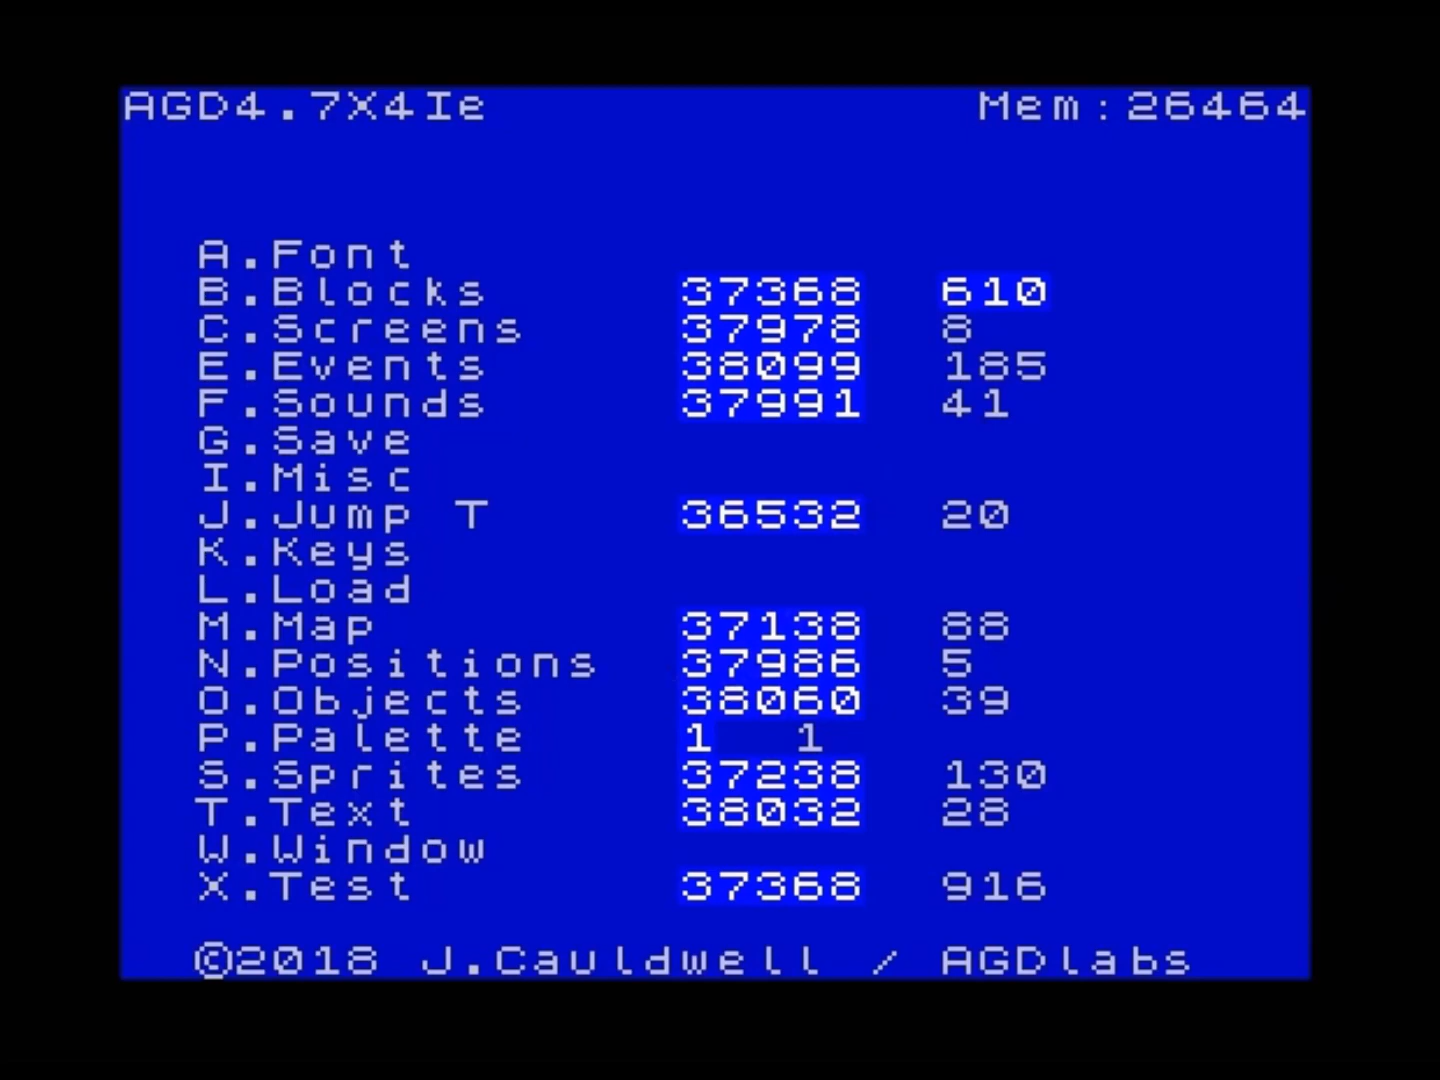 AGD4.7X4Ie Mem:26464
A.Font
B.Blocks 37368 610
C.Screens 37978 8
E.Events 38099 185
F.Sounds 37991 41
G.Save
I.Misc
J.Jump T 36532 20
K.Keys
L.Load
M.Map 37138 88
N.Positions 37986 5
O.Objects 38060 39
P.Palette 1 1
S.Sprites 37238 130
T.Text 38032 28
W.Window
X.Test 37368 916
©2018 J.Cauldwell / AGDlabs